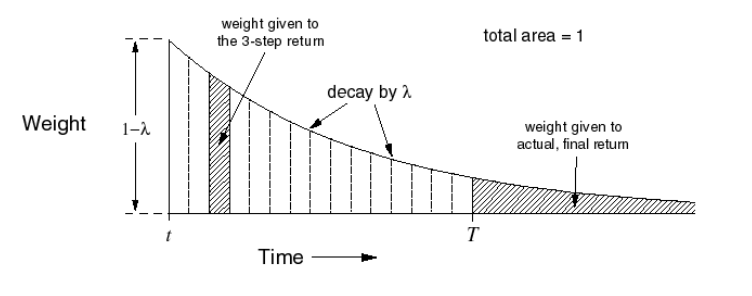 weight given to
the 3-step return
total area = 1
decay by λ
Weight
1−λ
weight given to
actual, final return
t
T
Time